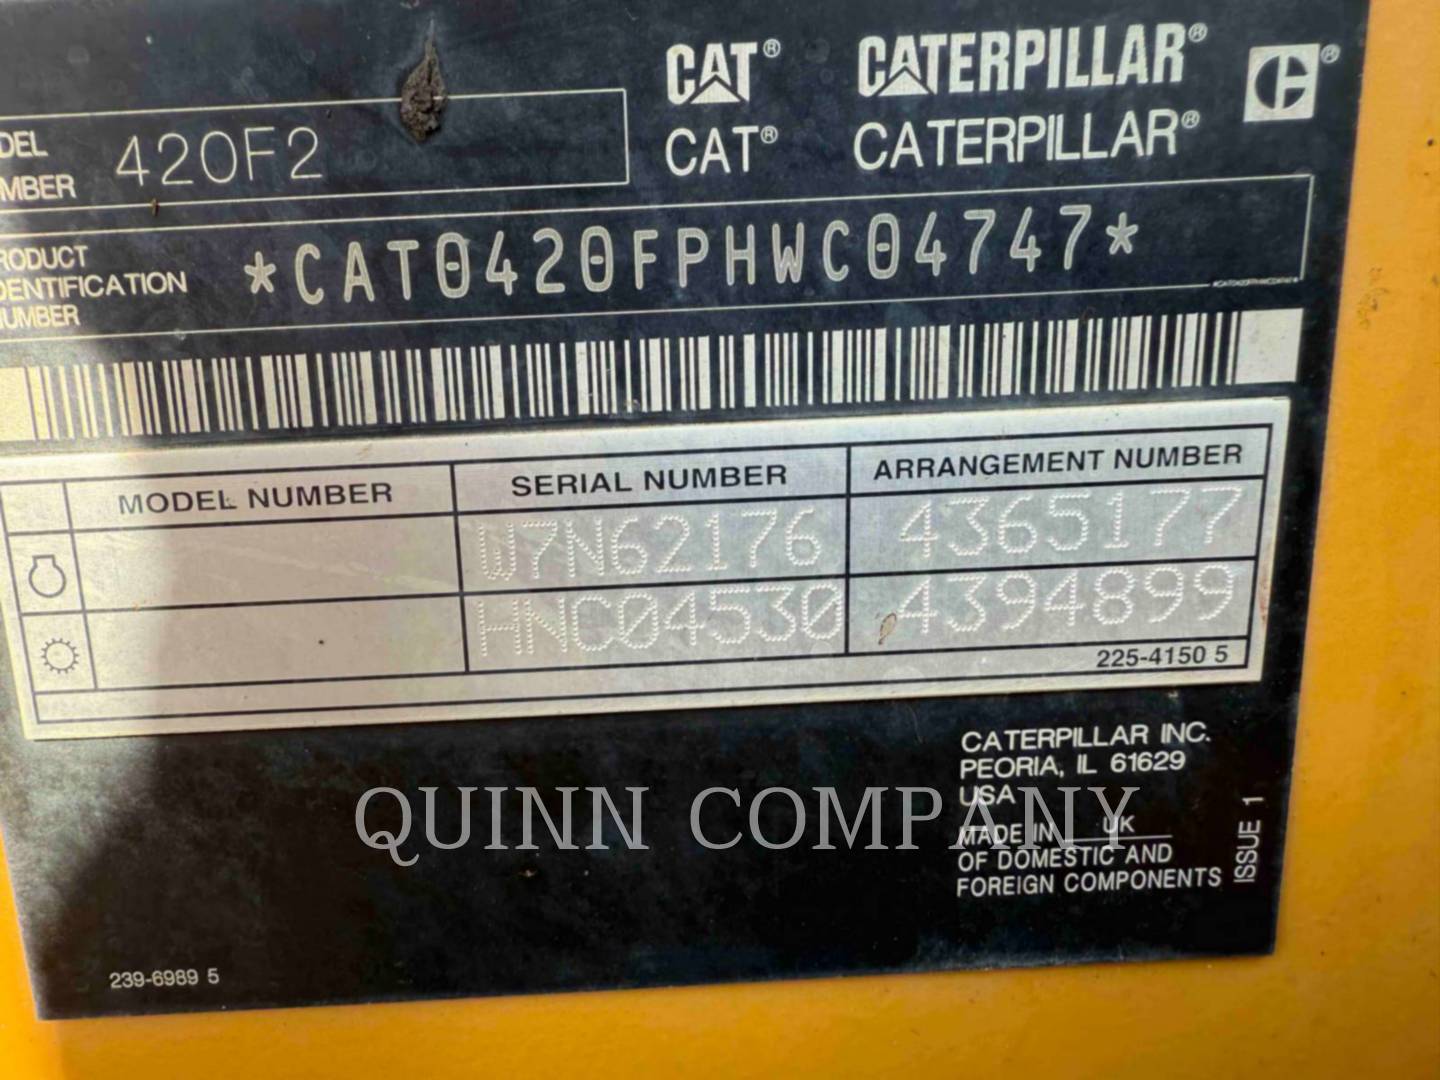 CAT® CATERPILLAR®
CAT® CATERPILLAR®
420F2
*CAT0420FPHWC04747*
IDENTIFICATION
MODEL NUMBER SERIAL NUMBER ARRANGEMENT NUMBER
W7N62176 4365177
HNC04530 4394899
225-4150 5
CATERPILLAR INC.
PEORIA, IL 61629
USA
MADE IN UK
OF DOMESTIC AND
FOREIGN COMPONENTS
ISSUE 1
QUINN COMPANY
239-6989 5